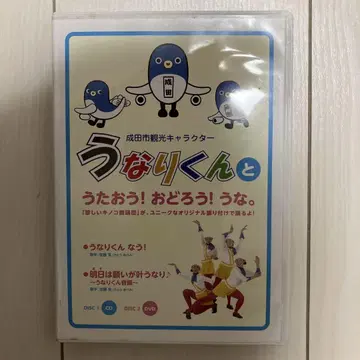 成田
成田市観光キャラクター
うなりくんと
うたおう!おどろう!うな。
「珍しいキノコ舞踊団」が、ユニークなオリジナル振り付けで踊るよ!
●うなりくん なう!
●明日は願いが叶うなり♪
〜うなりくん音頭〜
DISC 1 CD
DISC 2 DVD